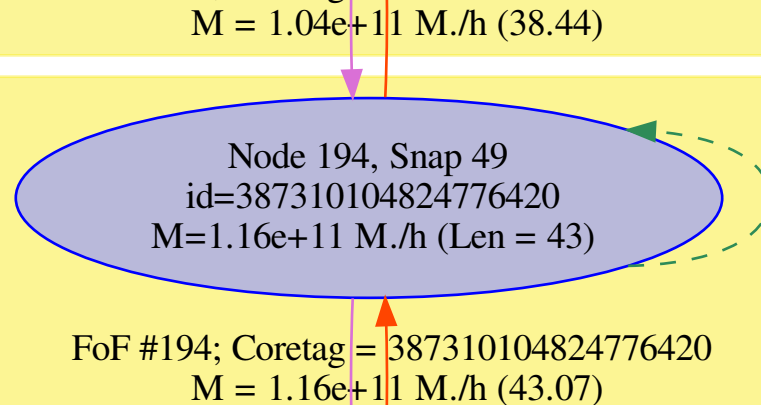 M = 1.04e+11 M./h (38.44)
Node 194, Snap 49
id=387310104824776420
M=1.16e+11 M./h (Len = 43)
FoF #194; Coretag = 387310104824776420
M = 1.16e+11 M./h (43.07)